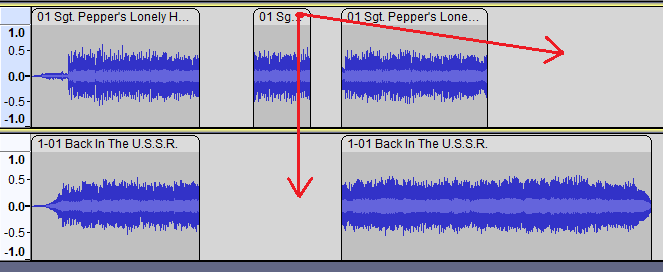 01 Sgt. Pepper's Lonely H...
01 Sg...
01 Sgt. Pepper's Lone...
1.0
0.5
0.0
-0.5
-1.0
1-01 Back In The U.S.S.R.
1-01 Back In The U.S.S.R.
1.0
0.5
0.0
-0.5
-1.0